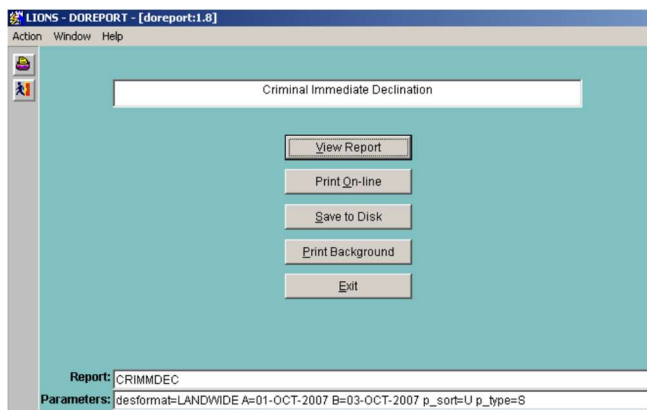 LIONS - DOREPORT - [doreport:1.8]
Action Window Help
Criminal Immediate Declination
View Report
Print On-line
Save to Disk
Print Background
Exit
Report: CRIMMDEC
Parameters: desformat=LANDWIDE A=01-OCT-2007 B=03-OCT-2007 p_sort=U p_type=S